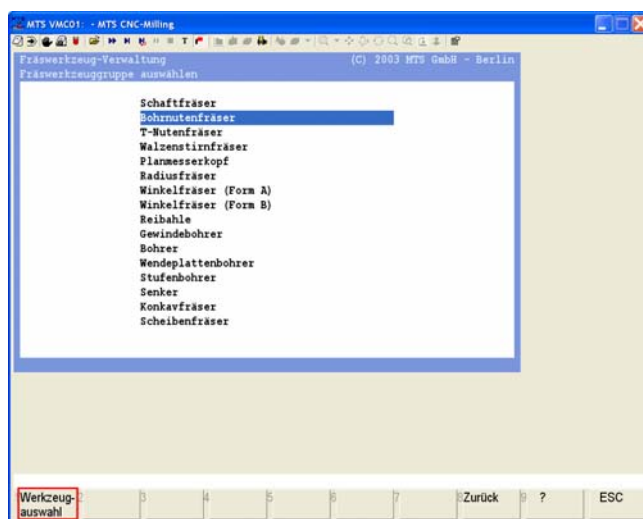 MTS VMC01: - MTS CNC-Milling
Fräswerkzeug-Verwaltung (C) 2003 MTS GmbH - Berlin
Fräswerkzeuggruppe auswählen
Schaftfräser
Bohrnutenfräser
T-Nutenfräser
Walzenstirnfräser
Planmesserkopf
Radiusfräser
Winkelfräser (Form A)
Winkelfräser (Form B)
Reibahle
Gewindebohrer
Bohrer
Wendeplattenbohrer
Stufenbohrer
Senker
Konkavfräser
Scheibenfräser
Werkzeug- 2 3 4 5 6 7 8 Zurück 9 ? ESC
auswahl